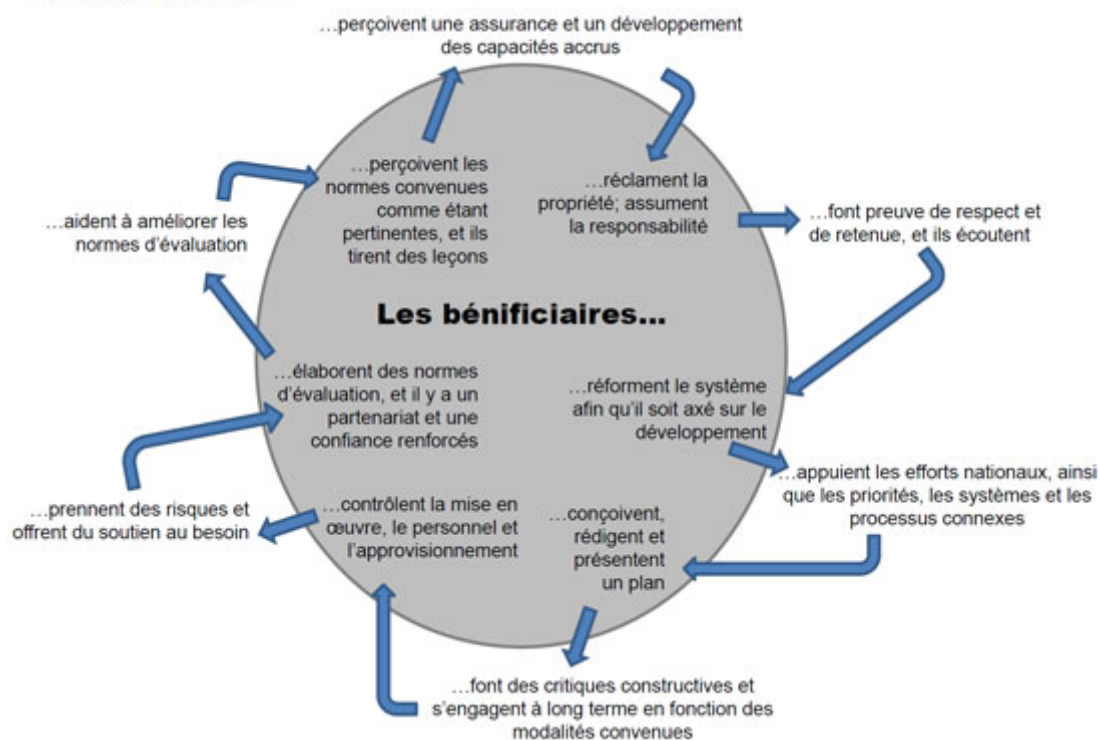 …perçoivent une assurance et un développement
des capacités accrus
…perçoivent les
normes convenues
comme étant
pertinentes, et ils
tirent des leçons
…réclament la
propriété; assument
la responsabilité
…font preuve de respect et
de retenue, et ils écoutent
…aident à améliorer les
normes d’évaluation
Les bénificiaires…
…élaborent des normes
d’évaluation, et il y a un
partenariat et une
confiance renforcés
…réforment le système
afin qu’il soit axé sur le
développement
…appuient les efforts nationaux, ainsi
que les priorités, les systèmes et les
processus connexes
…prennent des risques et
offrent du soutien au besoin
…contrôlent la mise en
œuvre, le personnel et
l’approvisionnement
…conçoivent,
rédigent et
présentent
un plan
…font des critiques constructives et
s’engagent à long terme en fonction des
modalités convenues